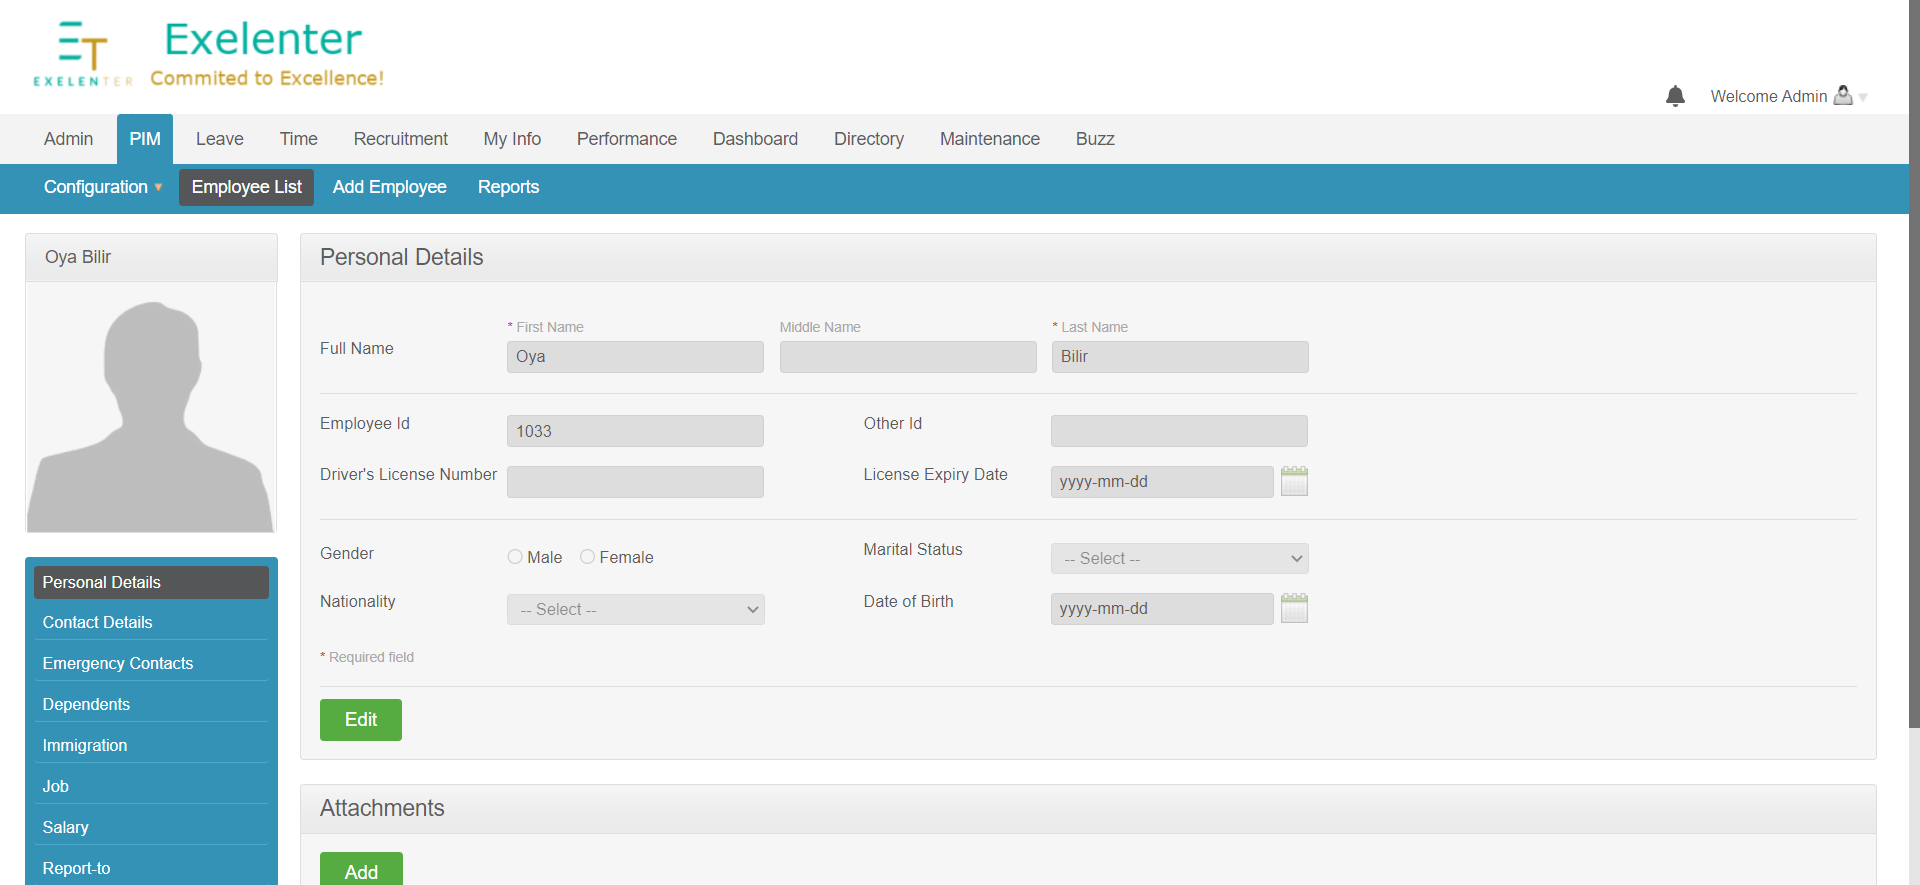 Exelenter
EXELENTER
Commited to Excellence!
Welcome Admin
Admin PIM Leave Time Recruitment My Info Performance Dashboard Directory Maintenance Buzz
Configuration Employee List Add Employee Reports
Oya Bilir
Personal Details
Contact Details
Emergency Contacts
Dependents
Immigration
Job
Salary
Report-to
Personal Details
* First Name Middle Name * Last Name
Full Name Oya Bilir
Employee Id 1033 Other Id
Driver's License Number License Expiry Date yyyy-mm-dd
Gender Male Female Marital Status -- Select --
Nationality -- Select -- Date of Birth yyyy-mm-dd
* Required field
Edit
Attachments
Add